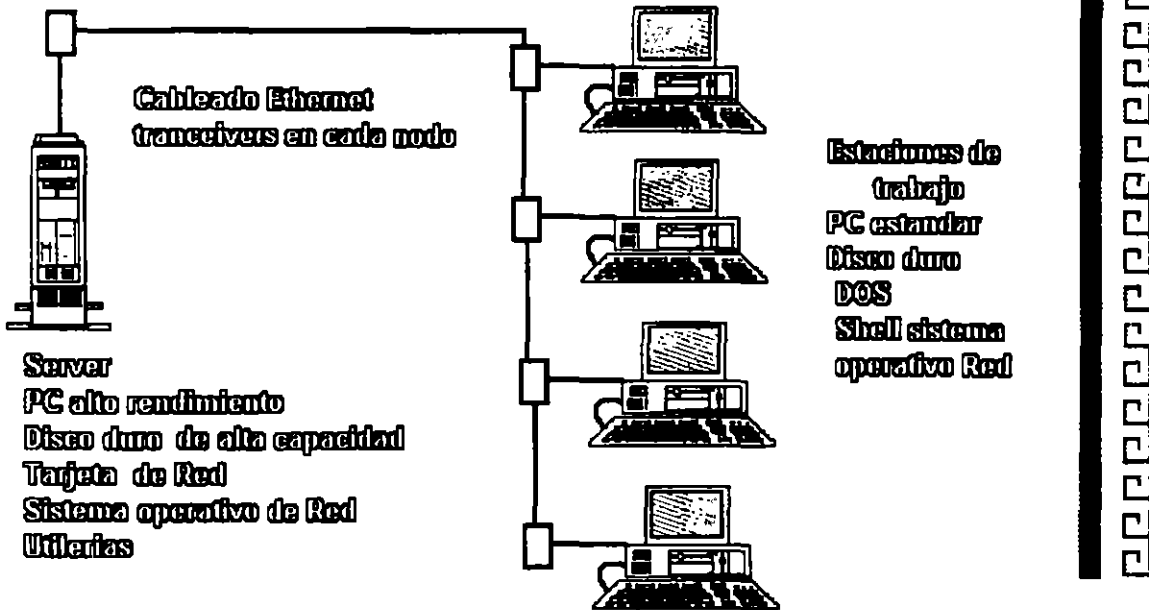 Cableado Ethernet
tranceivers en cada nodo
Estaciones de
trabajo
PC estandar
Disco duro
DOS
Shell sistema
operativo Red
Server
PC alto rendimiento
Disco duro de alta capacidad
Tarjeta de Red
Sistema operativo de Red
Utilerias